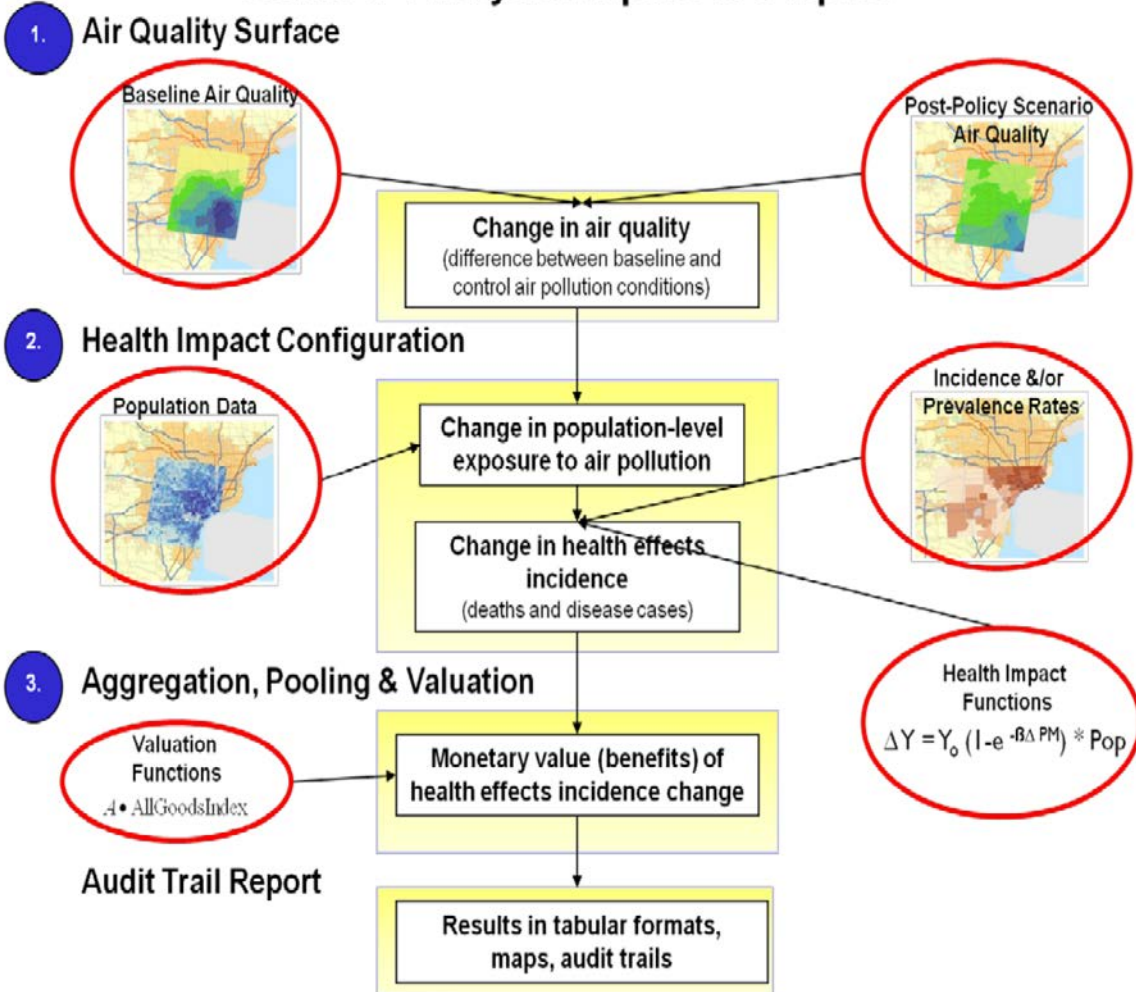 1.
Air Quality Surface
Baseline Air Quality
Post-Policy Scenario
Air Quality
Change in air quality
(difference between baseline and
control air pollution conditions)
2.
Health Impact Configuration
Population Data
Incidence &/or
Prevalence Rates
Change in population-level
exposure to air pollution
Change in health effects
incidence
(deaths and disease cases)
Health Impact
Functions
ΔY = Yo (1-e -ßΔ PM) * Pop
3.
Aggregation, Pooling & Valuation
Valuation
Functions
A • AllGoodsIndex
Monetary value (benefits) of
health effects incidence change
Audit Trail Report
Results in tabular formats,
maps, audit trails